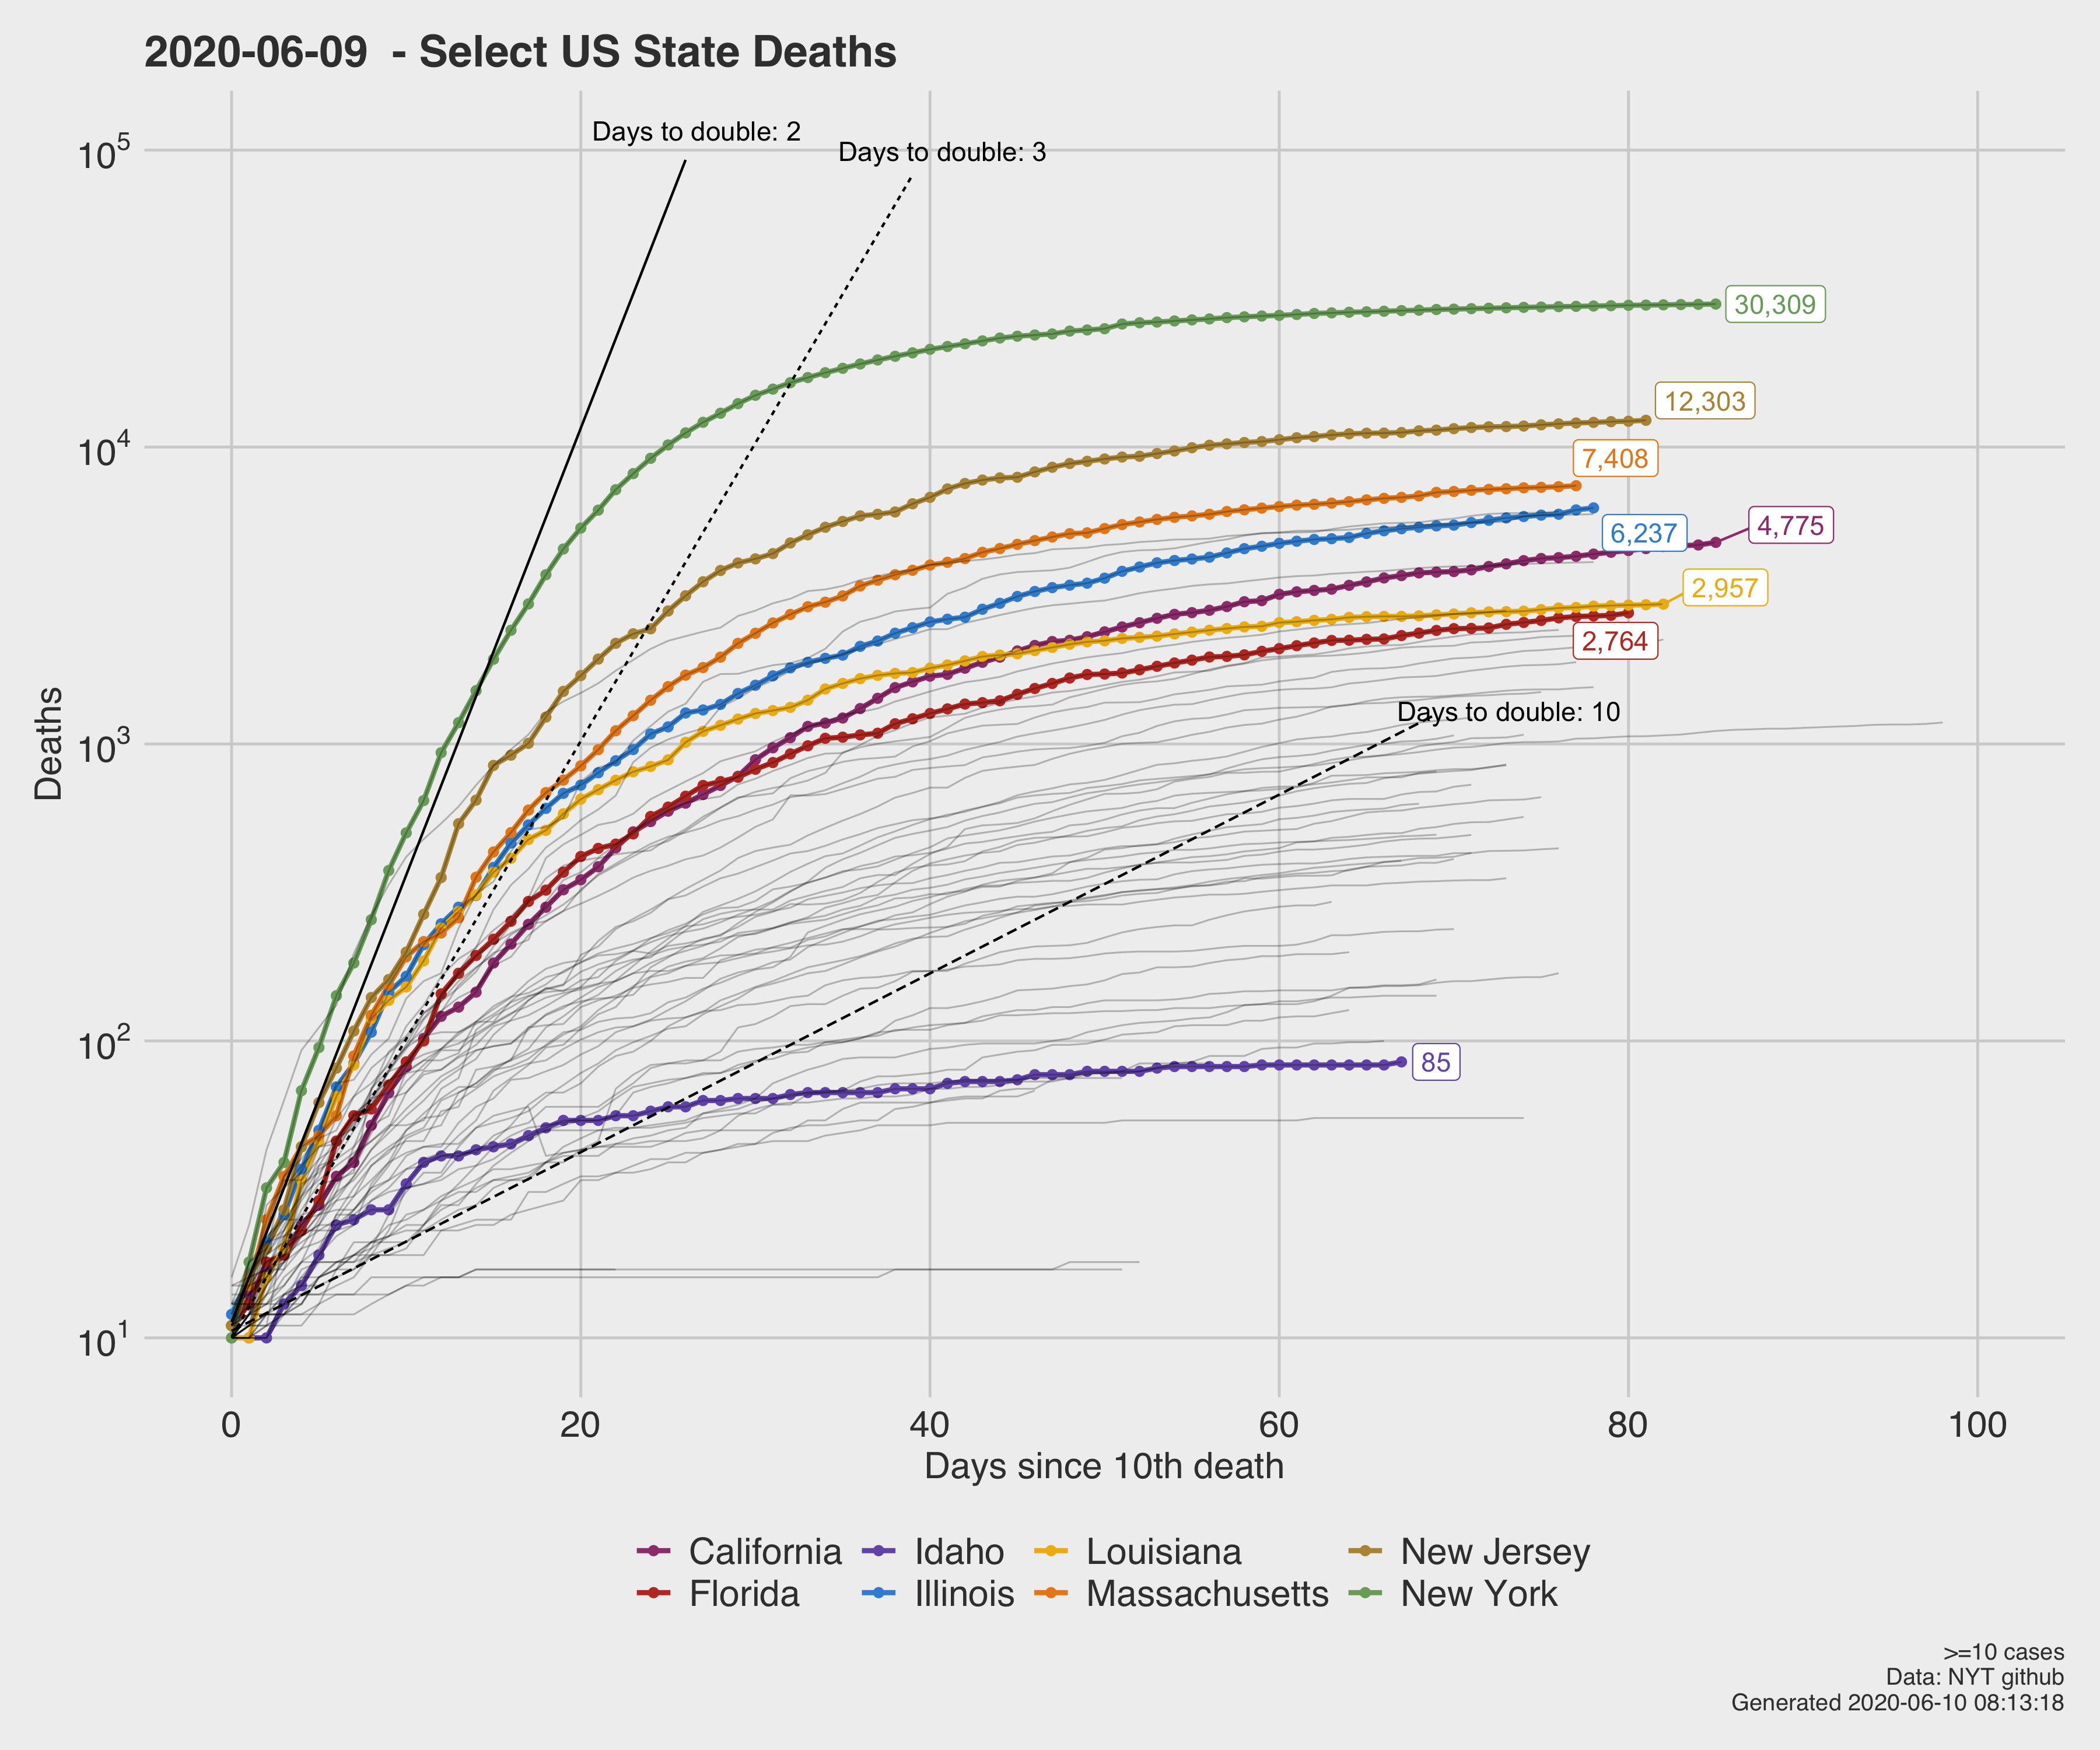 2020-06-09  - Select US State Deaths
Days to double: 2
Days to double: 3
10^5
30,309
12,303
10^4
7,408
6,237
4,775
2,957
2,764
Deaths
Days to double: 10
10^3
10^2
85
10^1
0 20 40 60 80 100
Days since 10th death
California Idaho Louisiana New Jersey
Florida Illinois Massachusetts New York
>=10 cases
Data: NYT github
Generated 2020-06-10 08:13:18